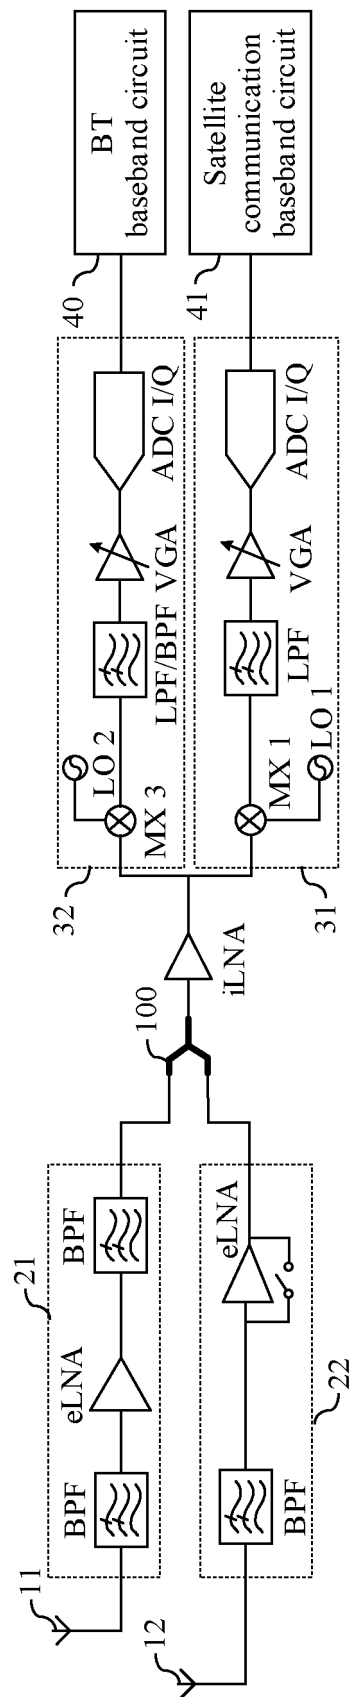 11
BPF
eLNA
BPF
21
100
iLNA
32
LO 2
MX 3
LPF/BPF
VGA
ADC I/Q
40
BT
baseband circuit
12
BPF
eLNA
22
31
MX 1
LO 1
LPF
VGA
ADC I/Q
41
Satellite
communication
baseband circuit